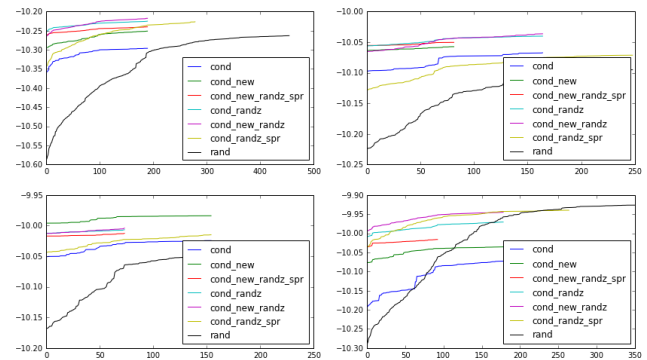 −10.20
−10.25
−10.30
−10.35
−10.40
−10.45
−10.50
−10.55
−10.60
0 100 200 300 400 500
cond
cond_new
cond_new_randz_spr
cond_randz
cond_new_randz
cond_randz_spr
rand
−10.00
−10.05
−10.10
−10.15
−10.20
−10.25
0 50 100 150 200 250
cond
cond_new
cond_new_randz_spr
cond_randz
cond_new_randz
cond_randz_spr
rand
−9.95
−10.00
−10.05
−10.10
−10.15
−10.20
0 50 100 150 200 250 300
cond
cond_new
cond_new_randz_spr
cond_randz
cond_new_randz
cond_randz_spr
rand
−9.90
−9.95
−10.00
−10.05
−10.10
−10.15
−10.20
−10.25
−10.30
0 50 100 150 200 250 300 350
cond
cond_new
cond_new_randz_spr
cond_randz
cond_new_randz
cond_randz_spr
rand